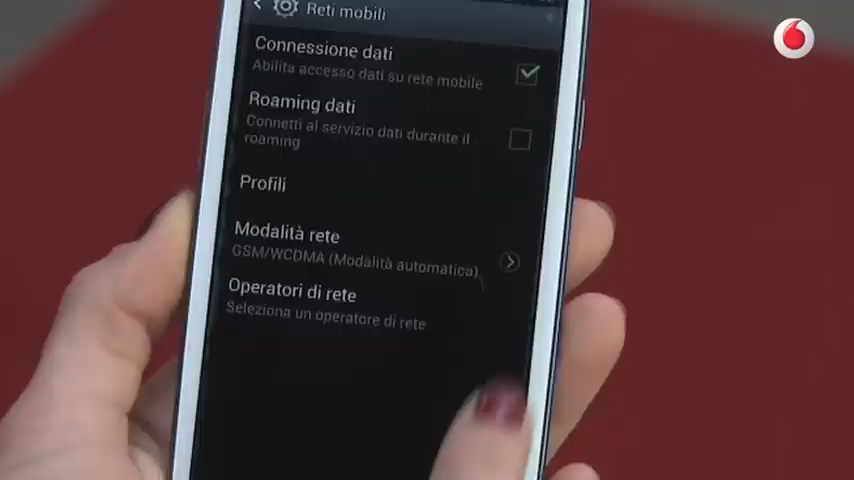 Reti mobili
Connessione dati
Abilita accesso dati su rete mobile
Roaming dati
Connetti al servizio dati durante il
roaming
Profili
Modalità rete
GSM/WCDMA (Modalità automatica)
Operatori di rete
Seleziona un operatore di rete